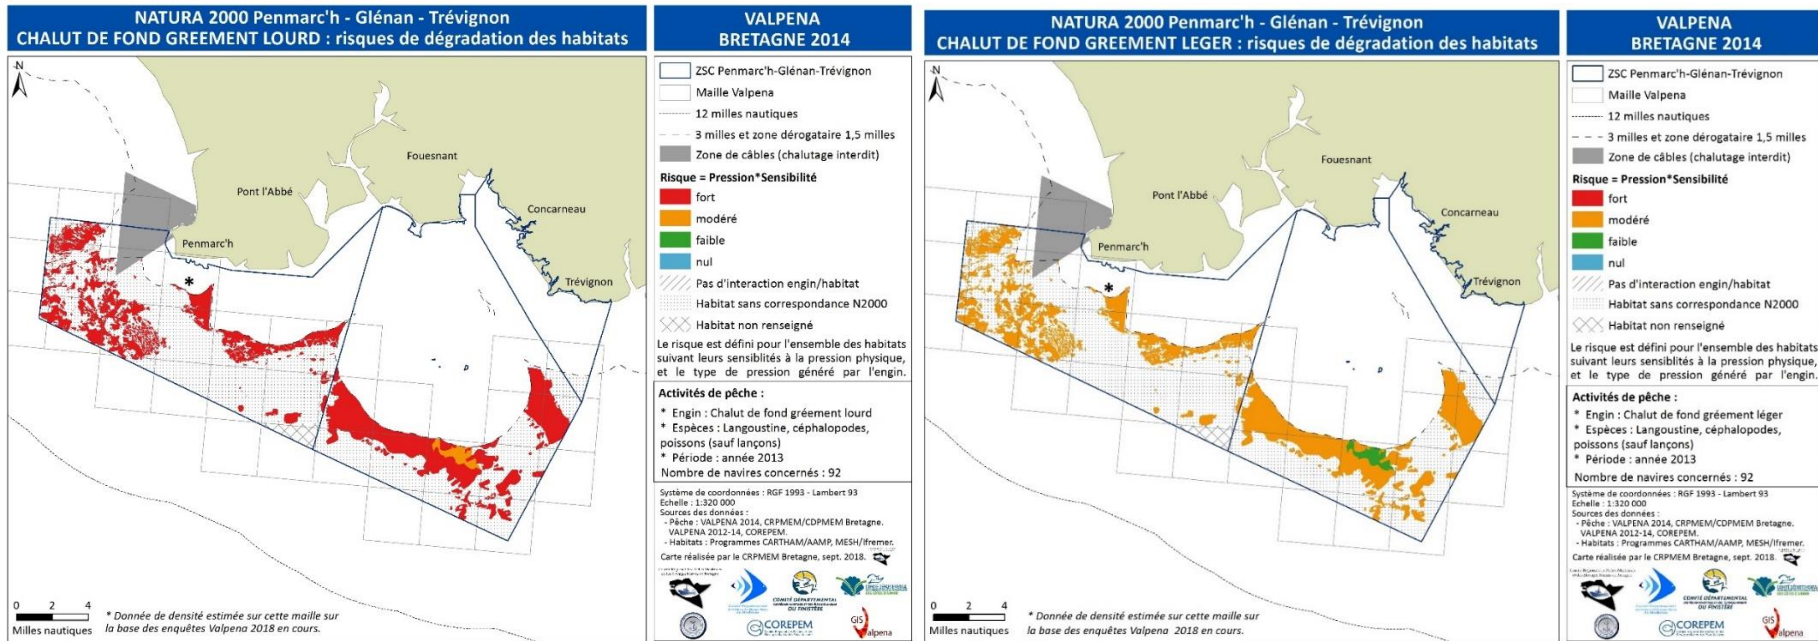 NATURA 2000 Penmarc'h - Glénan - Trévignon
CHALUT DE FOND GREEMENT LOURD : risques de dégradation des habitats
N
Fouesnant
Pont l'Abbé
Concarneau
Penmarc'h
Trévignon
*
0 2 4
Milles nautiques
* Donnée de densité estimée sur cette maille sur
la base des enquêtes Valpena 2018 en cours.
VALPENA
BRETAGNE 2014
ZSC Penmarc'h-Glénan-Trévignon
Maille Valpena
12 milles nautiques
3 milles et zone dérogataire 1,5 milles
Zone de câbles (chalutage interdit)
Risque = Pression*Sensibilité
fort
modéré
faible
nul
Pas d'interaction engin/habitat
Habitat sans correspondance N2000
Habitat non renseigné
Le risque est défini pour l'ensemble des habitats
suivant leurs sensiblités à la pression physique,
et le type de pression généré par l'engin.
Activités de pêche :
* Engin : Chalut de fond gréement lourd
* Espèces : Langoustine, céphalopodes,
poissons (sauf lançons)
* Période : année 2013
Nombre de navires concernés : 92
Système de coordonnées : RGF 1993 - Lambert 93
Echelle : 1:320 000
Sources des données :
- Pêche : VALPENA 2014, CRPMEM/CDPMEM Bretagne.
VALPENA 2012-14, COREPEM.
- Habitats : Programmes CARTHAM/AAMP, MESH/Ifremer.
Carte réalisée par le CRPMEM Bretagne, sept. 2018.
COMITÉ DÉPARTEMENTAL
DU FINISTÈRE
COREPEM
GIS
Valpena
NATURA 2000 Penmarc'h - Glénan - Trévignon
CHALUT DE FOND GREEMENT LEGER : risques de dégradation des habitats
N
Fouesnant
Pont l'Abbé
Concarneau
Penmarc'h
Trévignon
*
0 2 4
Milles nautiques
* Donnée de densité estimée sur cette maille sur
la base des enquêtes Valpena 2018 en cours.
VALPENA
BRETAGNE 2014
ZSC Penmarc'h-Glénan-Trévignon
Maille Valpena
12 milles nautiques
3 milles et zone dérogataire 1,5 milles
Zone de câbles (chalutage interdit)
Risque = Pression*Sensibilité
fort
modéré
faible
nul
Pas d'interaction engin/habitat
Habitat sans correspondance N2000
Habitat non renseigné
Le risque est défini pour l'ensemble des habitats
suivant leurs sensiblités à la pression physique,
et le type de pression généré par l'engin.
Activités de pêche :
* Engin : Chalut de fond gréement léger
* Espèces : Langoustine, céphalopodes,
poissons (sauf lançons)
* Période : année 2013
Nombre de navires concernés : 92
Système de coordonnées : RGF 1993 - Lambert 93
Echelle : 1:320 000
Sources des données :
- Pêche : VALPENA 2014, CRPMEM/CDPMEM Bretagne.
VALPENA 2012-14, COREPEM.
- Habitats : Programmes CARTHAM/AAMP, MESH/Ifremer.
Carte réalisée par le CRPMEM Bretagne, sept. 2018.
COMITÉ DÉPARTEMENTAL
DU FINISTÈRE
COREPEM
GIS
Valpena